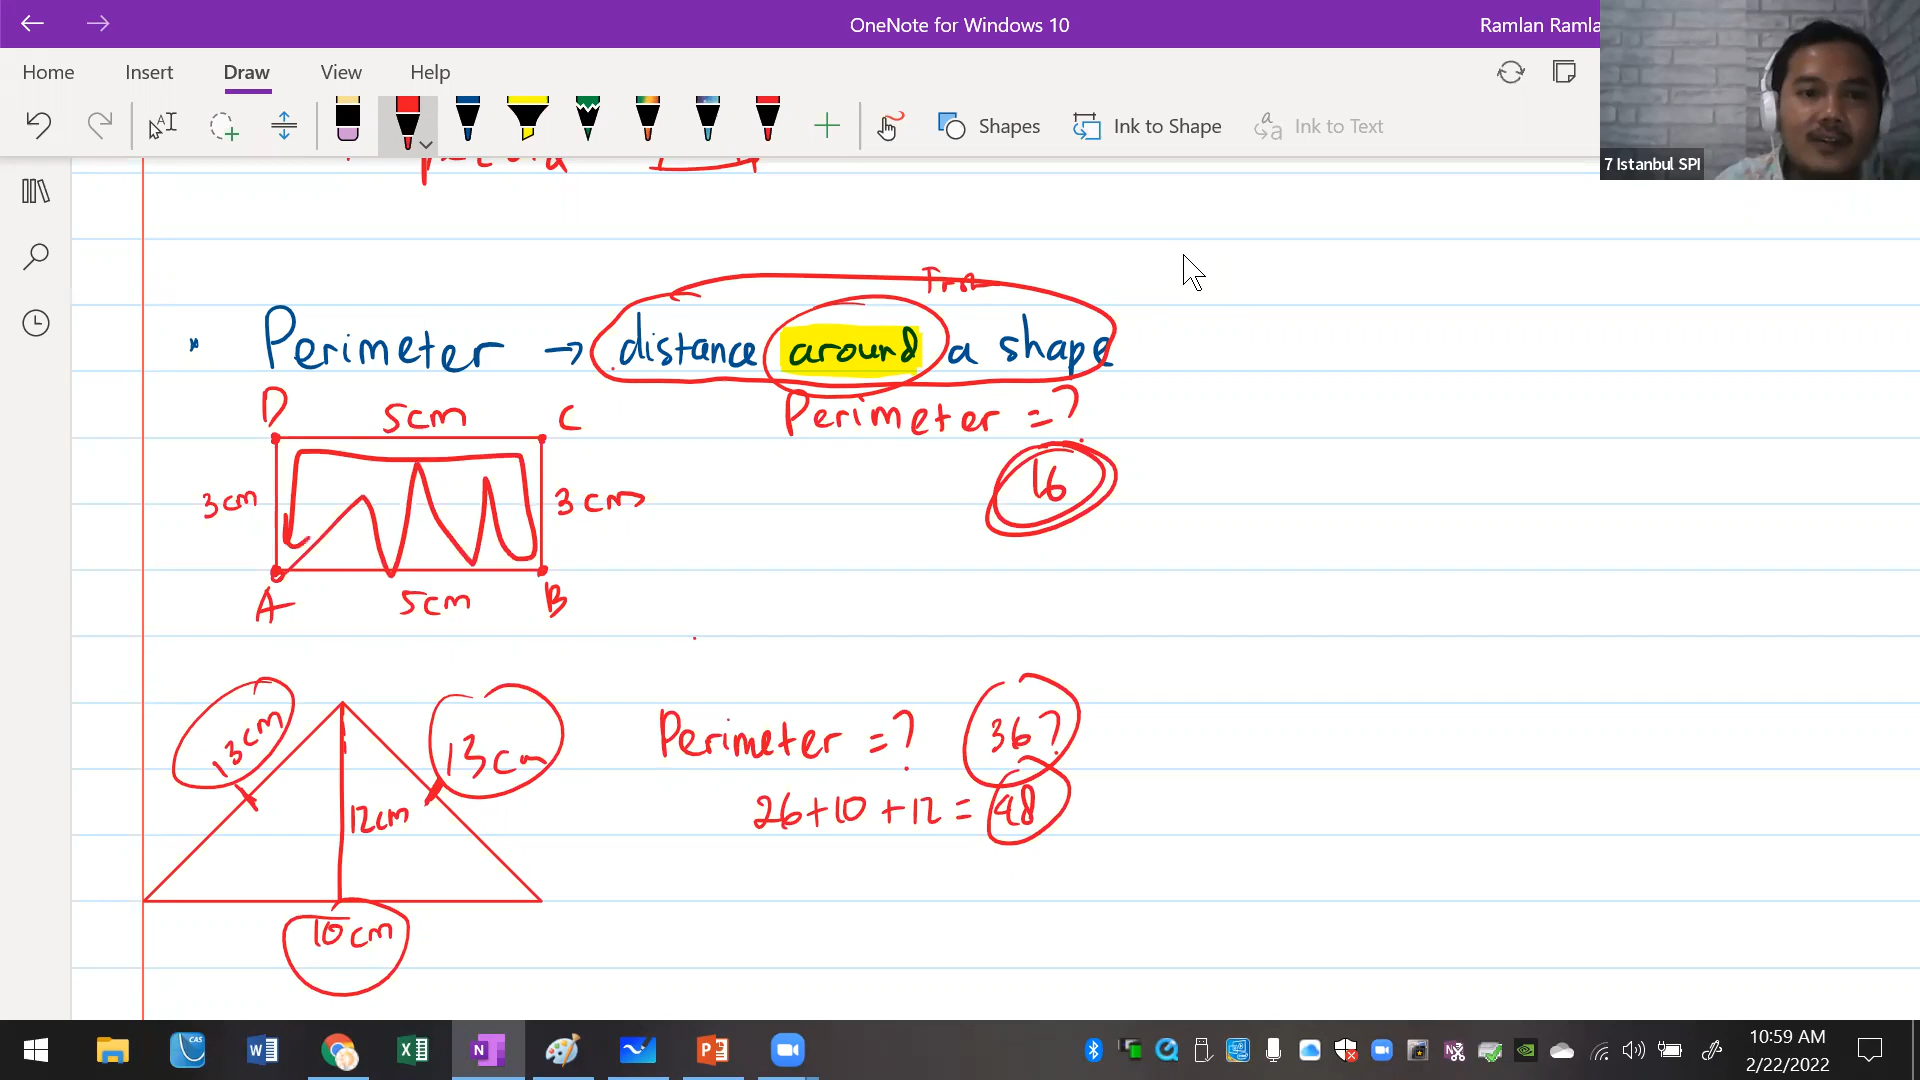 OneNote for Windows 10
Ramlan Ramla
Home Insert Draw View Help
Shapes Ink to Shape Ink to Text
7 Istanbul SPI
Perimeter → distance around a shape
D 5cm C
Perimeter = ?
16
3cm 3cm
A 5cm B
13cm 13cm
Perimeter = ? 36?
26+10+12 = 48
12cm
10cm
10:59 AM
2/22/2022